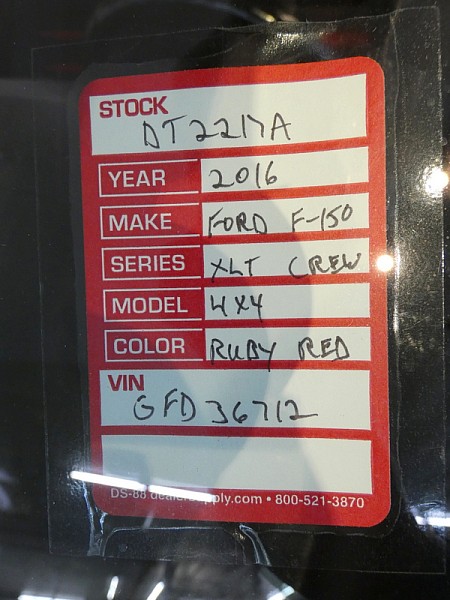 STOCK
DT2217A
YEAR 2016
MAKE FORD F-150
SERIES XLT CREW
MODEL 4X4
COLOR RUBY RED
VIN
GFD36712
DS-88 dealersupply.com • 800-521-3870